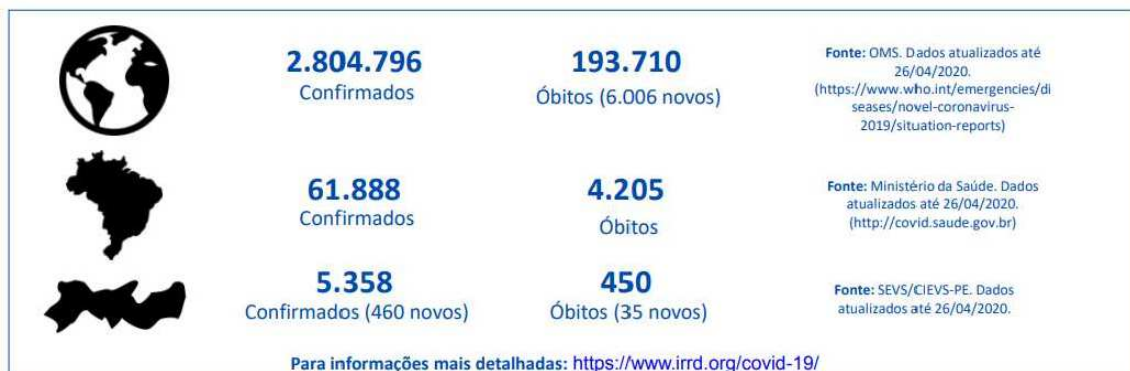 2.804.796
Confirmados
193.710
Óbitos (6.006 novos)
Fonte: OMS. Dados atualizados até
26/04/2020.
(https://www.who.int/emergencies/di
seases/novel-coronavirus-
2019/situation-reports)
61.888
Confirmados
4.205
Óbitos
Fonte: Ministério da Saúde. Dados
atualizados até 26/04/2020.
(http://covid.saude.gov.br)
5.358
Confirmados (460 novos)
450
Óbitos (35 novos)
Fonte: SEVS/CIEVS-PE. Dados
atualizados até 26/04/2020.
Para informações mais detalhadas: https://www.irrd.org/covid-19/